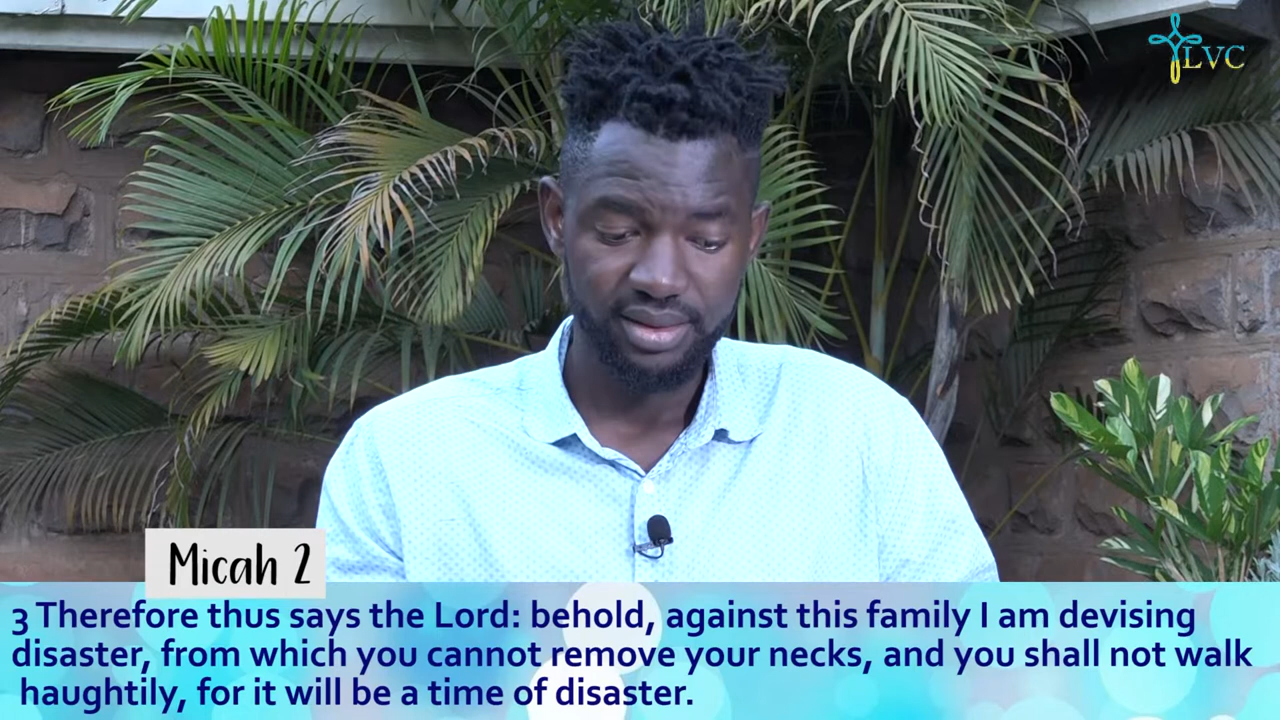 LVC
Micah 2
3 Therefore thus says the Lord: behold, against this family I am devising
disaster, from which you cannot remove your necks, and you shall not walk
haughtily, for it will be a time of disaster.